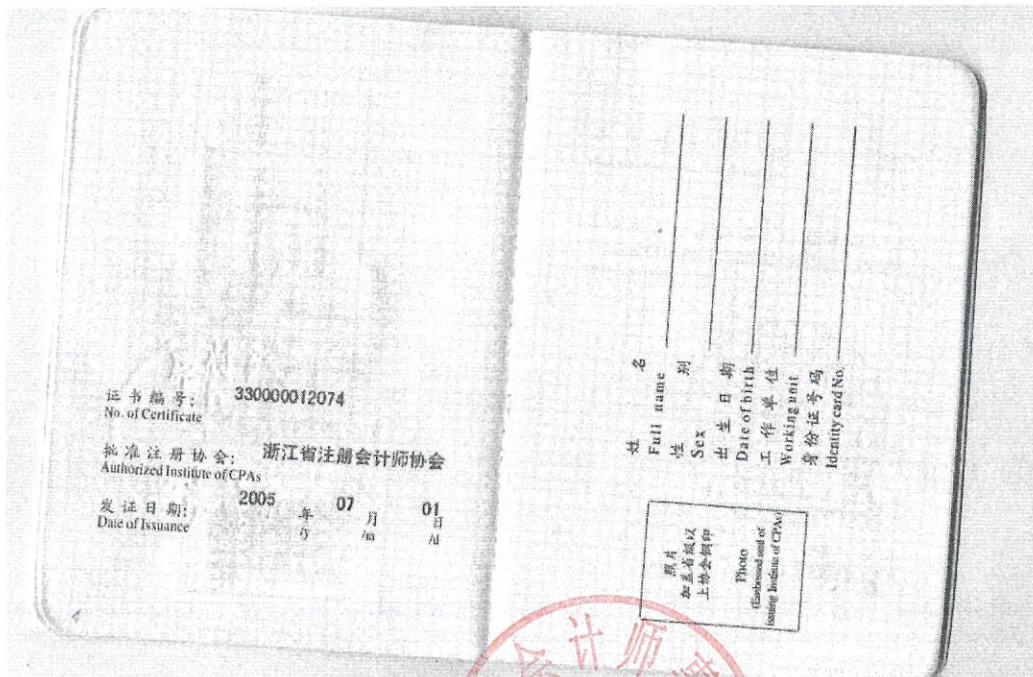 证书编号: 330000012074
No. of Certificate
批准注册协会: 浙江省注册会计师协会
Authorized Institute of CPAs
发证日期: 2005 年 07 月 01 日
Date of Issuance /y /m /d
4
姓 名
Full name
性 别
Sex
出生日期
Date of birth
工作单位
Working unit
身份证号码
Identity card No.
照片
加盖省级以
上协会钢印
Photo
(Embossed seal of
issuing Institute of CPAs)
会计师事